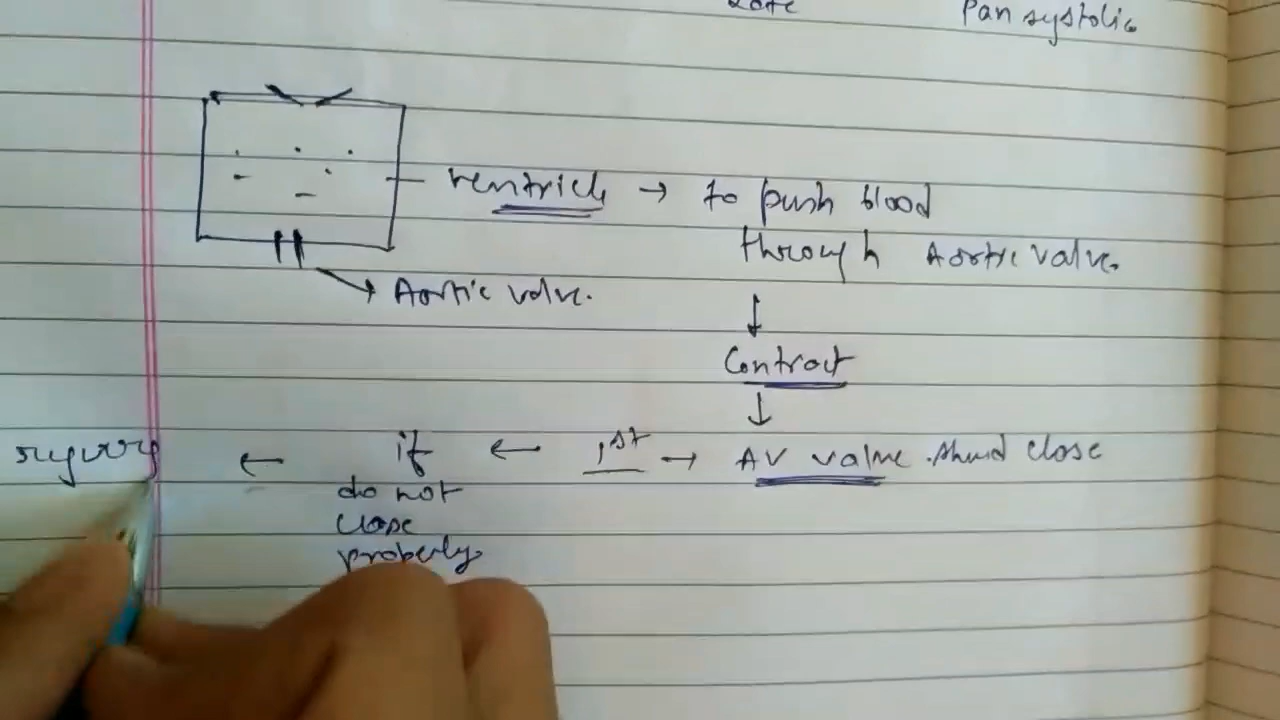 Late Pan systolic
ventricle → to push blood
through Aortic valve.
→ Aortic valve.
↓
Contract
↓
← if ← 1st → AV valve should close
do not
close
properly